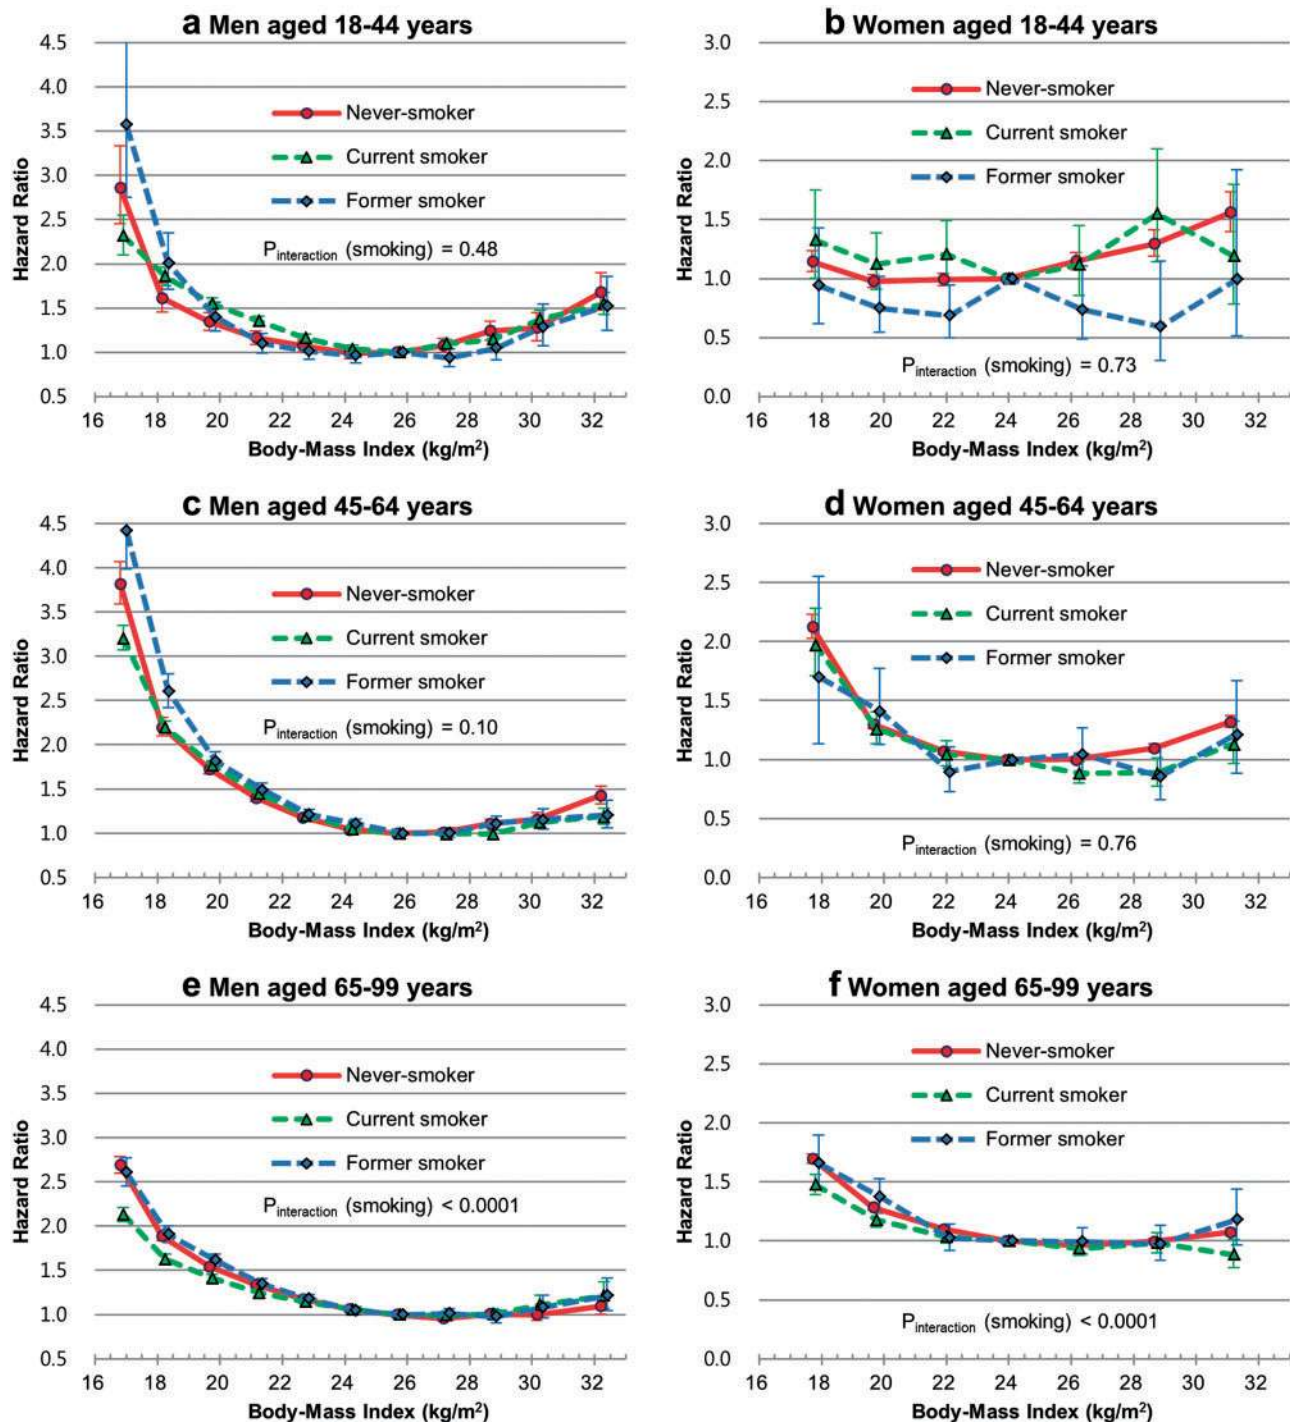 a Men aged 18-44 years
4.5
4.0
3.5
3.0
2.5
2.0
1.5
1.0
0.5
Hazard Ratio
Never-smoker
Current smoker
Former smoker
Pinteraction (smoking) = 0.48
16 18 20 22 24 26 28 30 32
Body-Mass Index (kg/m²)
b Women aged 18-44 years
3.0
2.5
2.0
1.5
1.0
0.5
0.0
Hazard Ratio
Never-smoker
Current smoker
Former smoker
Pinteraction (smoking) = 0.73
16 18 20 22 24 26 28 30 32
Body-Mass Index (kg/m²)
c Men aged 45-64 years
4.5
4.0
3.5
3.0
2.5
2.0
1.5
1.0
0.5
Hazard Ratio
Never-smoker
Current smoker
Former smoker
Pinteraction (smoking) = 0.10
16 18 20 22 24 26 28 30 32
Body-Mass Index (kg/m²)
d Women aged 45-64 years
3.0
2.5
2.0
1.5
1.0
0.5
0.0
Hazard Ratio
Never-smoker
Current smoker
Former smoker
Pinteraction (smoking) = 0.76
16 18 20 22 24 26 28 30 32
Body-Mass Index (kg/m²)
e Men aged 65-99 years
4.5
4.0
3.5
3.0
2.5
2.0
1.5
1.0
0.5
Hazard Ratio
Never-smoker
Current smoker
Former smoker
Pinteraction (smoking) < 0.0001
16 18 20 22 24 26 28 30 32
Body-Mass Index (kg/m²)
f Women aged 65-99 years
3.0
2.5
2.0
1.5
1.0
0.5
0.0
Hazard Ratio
Never-smoker
Current smoker
Former smoker
Pinteraction (smoking) < 0.0001
16 18 20 22 24 26 28 30 32
Body-Mass Index (kg/m²)